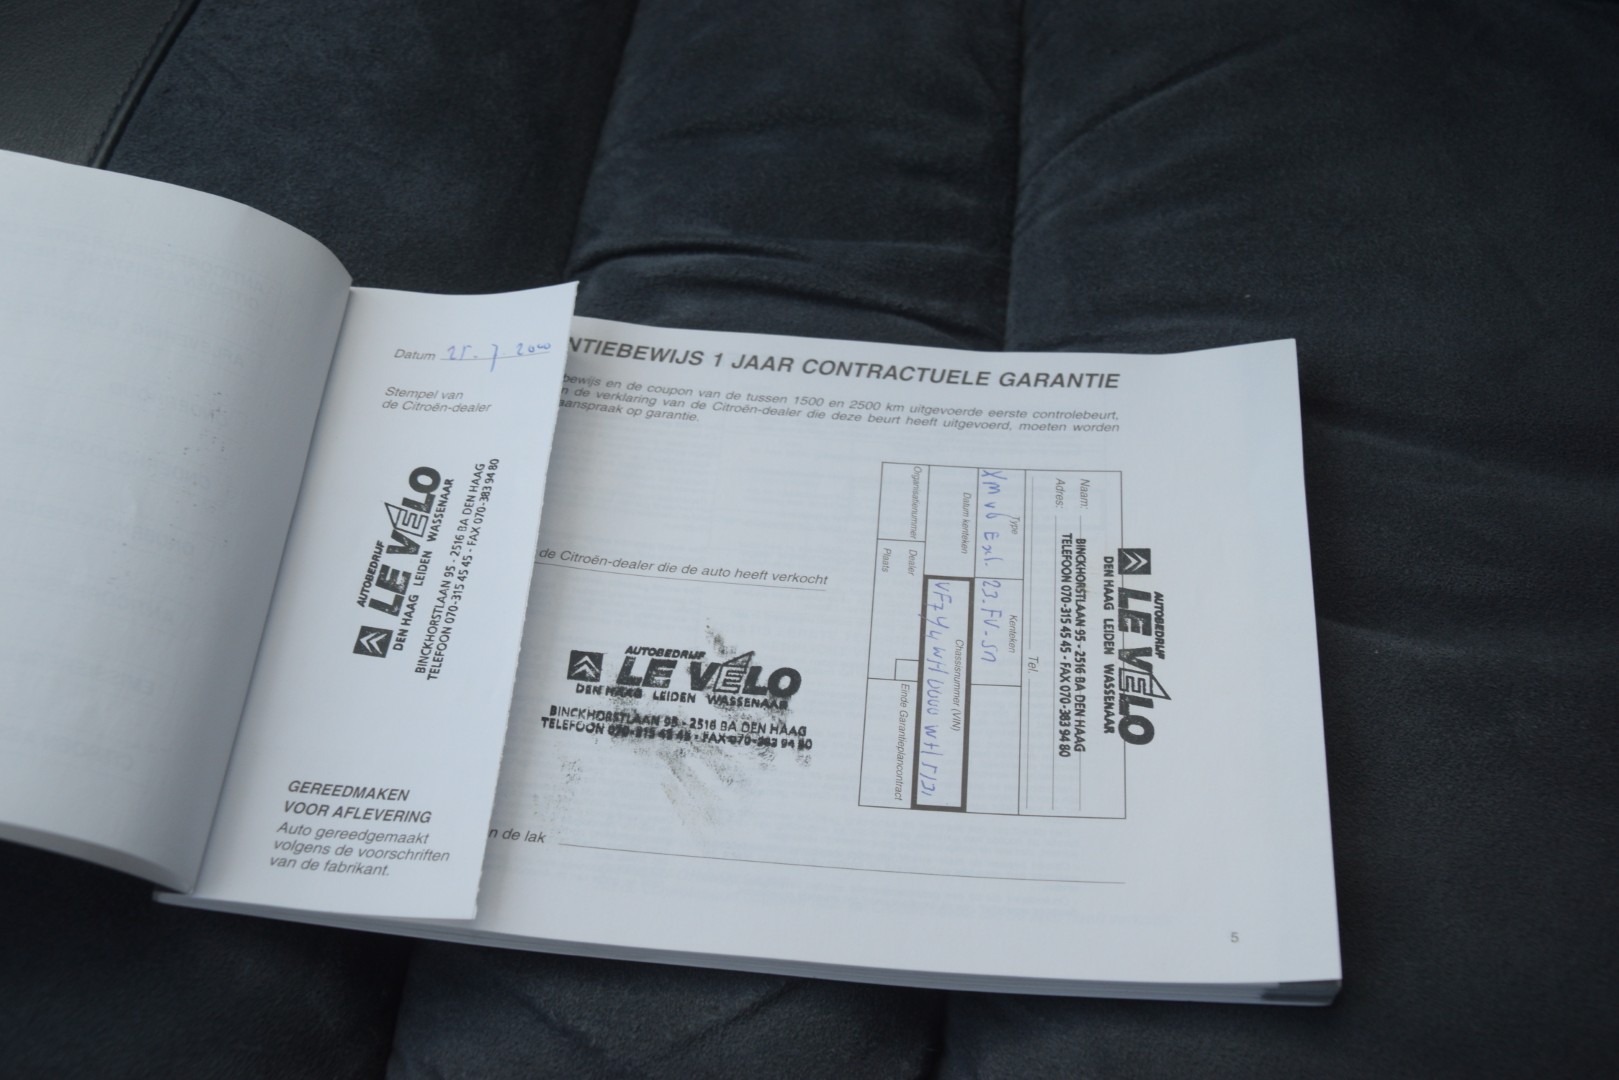 Datum 25.7.2000
Stempel van
de Citroën-dealer
AUTOBEDRIJF
LE VELO
DEN HAAG LEIDEN WASSENAAR
BINCKHORSTLAAN 95 - 2516 BA DEN HAAG
TELEFOON 070-315 45 45 - FAX 070-383 94 80
GEREEDMAKEN
VOOR AFLEVERING
Auto gereedgemaakt
volgens de voorschriften
van de fabrikant.
NTIEBEWIJS 1 JAAR CONTRACTUELE GARANTIE
bewijs en de coupon van de tussen 1500 en 2500 km uitgevoerde eerste controlebeurt,
n de verklaring van de Citroën-dealer die deze beurt heeft uitgevoerd, moeten worden
aanspraak op garantie.
de Citroën-dealer die de auto heeft verkocht
AUTOBEDRIJF
LE VELO
DEN HAAG LEIDEN WASSENAAR
BINCKHORSTLAAN 95 - 2516 BA DEN HAAG
TELEFOON 070-315 45 45 - FAX 070-383 94 80
n de lak
AUTOBEDRIJF
LE VELO
DEN HAAG LEIDEN WASSENAAR
BINCKHORSTLAAN 95 - 2516 BA DEN HAAG
TELEFOON 070-315 45 45 - FAX 070-383 94 80
Naam:
Adres:
Tel.
Type
Kenteken
XM V6 Exl. 23-FV-SN
Datum kenteken
Chassisnummer (VIN)
Organisatienummer
Dealer
Einde Garantieplancontract
Plaats
5